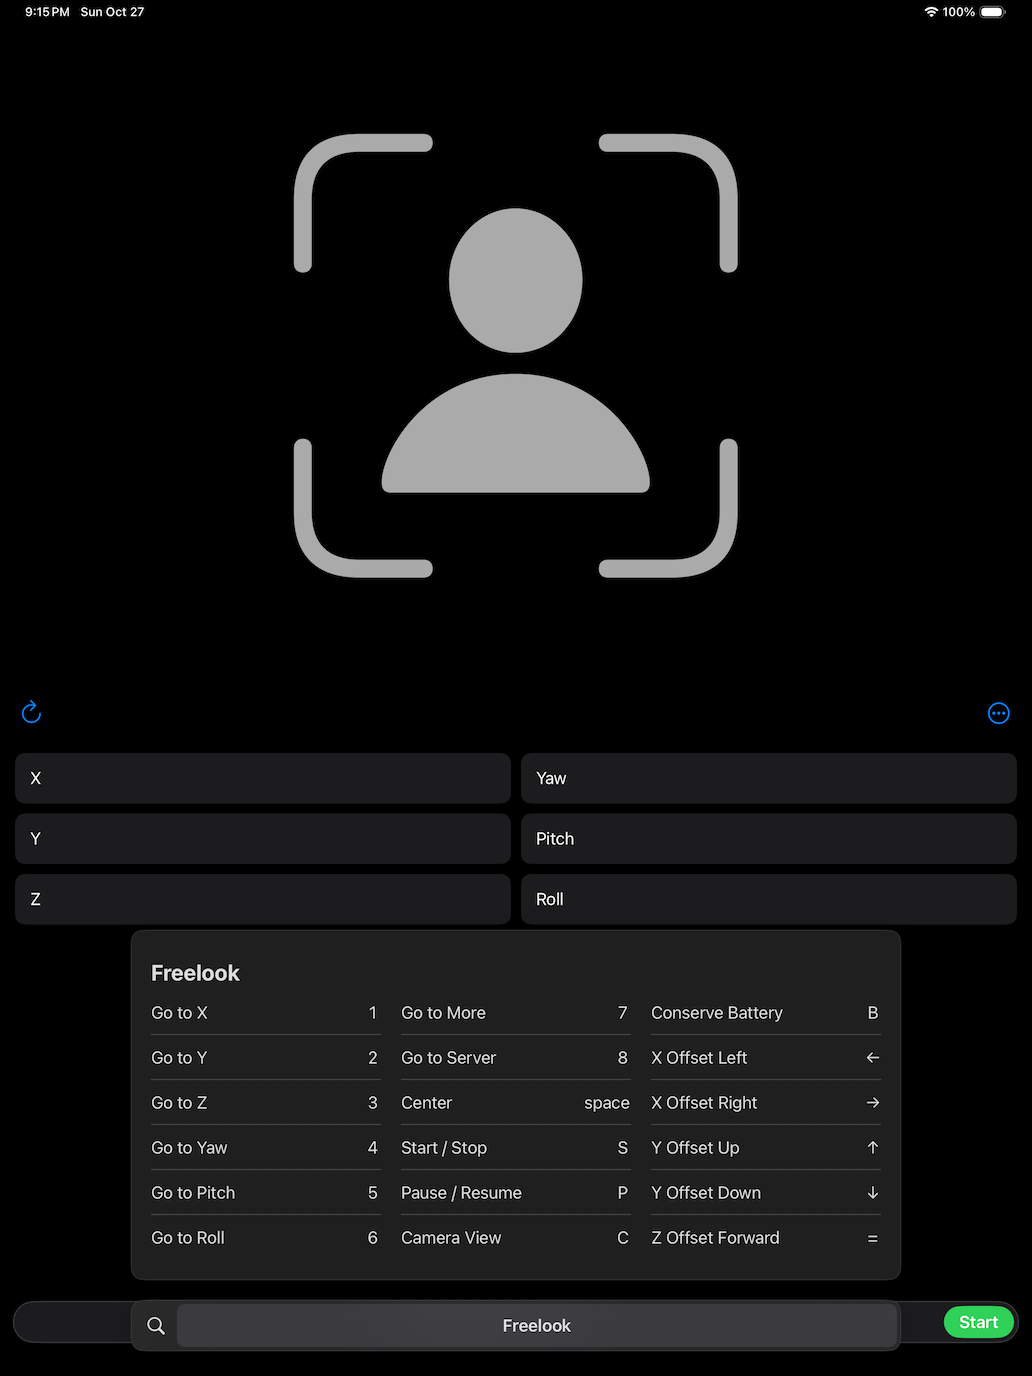 9:15 PM Sun Oct 27 100%
X Yaw
Y Pitch
Z Roll
Freelook
Go to X 1 Go to More 7 Conserve Battery B
Go to Y 2 Go to Server 8 X Offset Left ←
Go to Z 3 Center space X Offset Right →
Go to Yaw 4 Start / Stop S Y Offset Up ↑
Go to Pitch 5 Pause / Resume P Y Offset Down ↓
Go to Roll 6 Camera View C Z Offset Forward =
Freelook Start